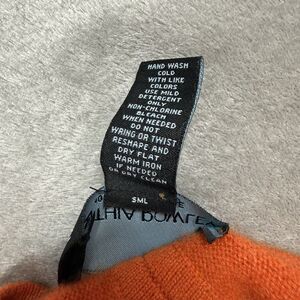 HAND WASH
COLD
WITH LIKE
COLORS
USE MILD
DETERGENT
ONLY
NON-CHLORINE
BLEACH
WHEN NEEDED
DO NOT
WRING OR TWIST
RESHAPE AND
DRY FLAT
WARM IRON
IF NEEDED
OR DRY CLEAN
SML